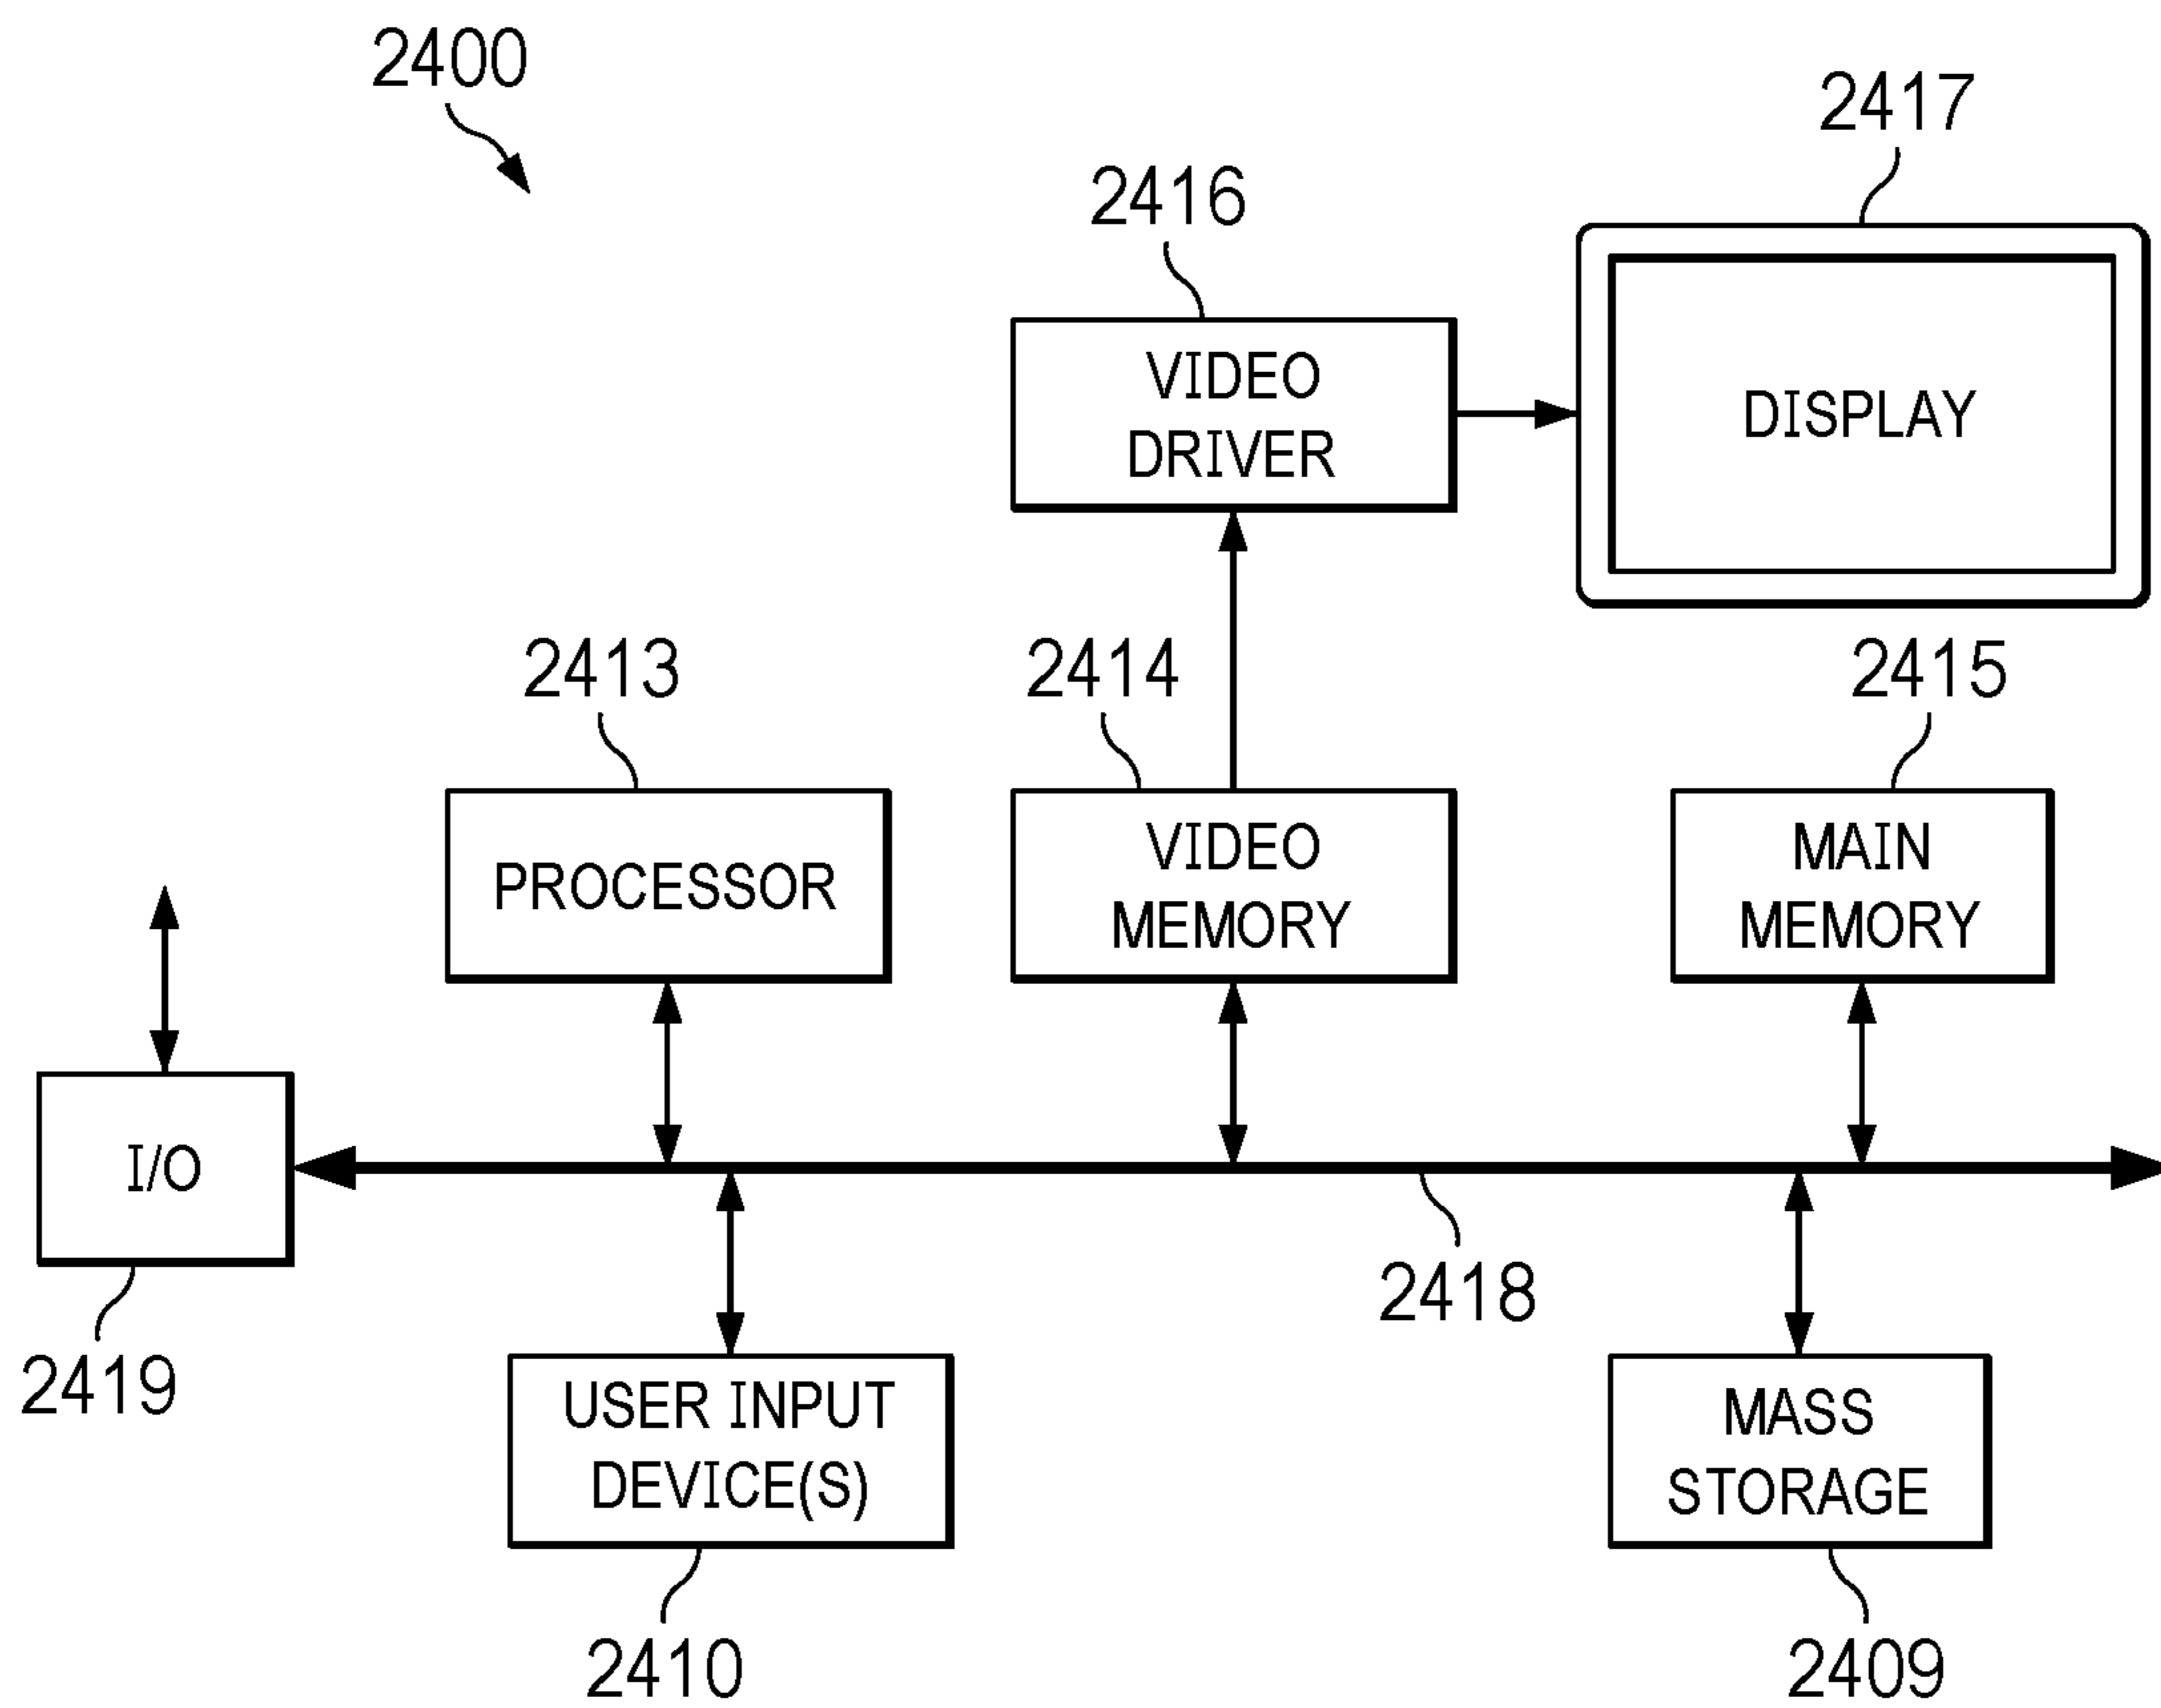 2400
2417
2416
VIDEO
DRIVER
DISPLAY
2413
2414
2415
PROCESSOR
VIDEO
MEMORY
MAIN
MEMORY
I/O
2418
2419
USER INPUT
DEVICE(S)
MASS
STORAGE
2410
2409